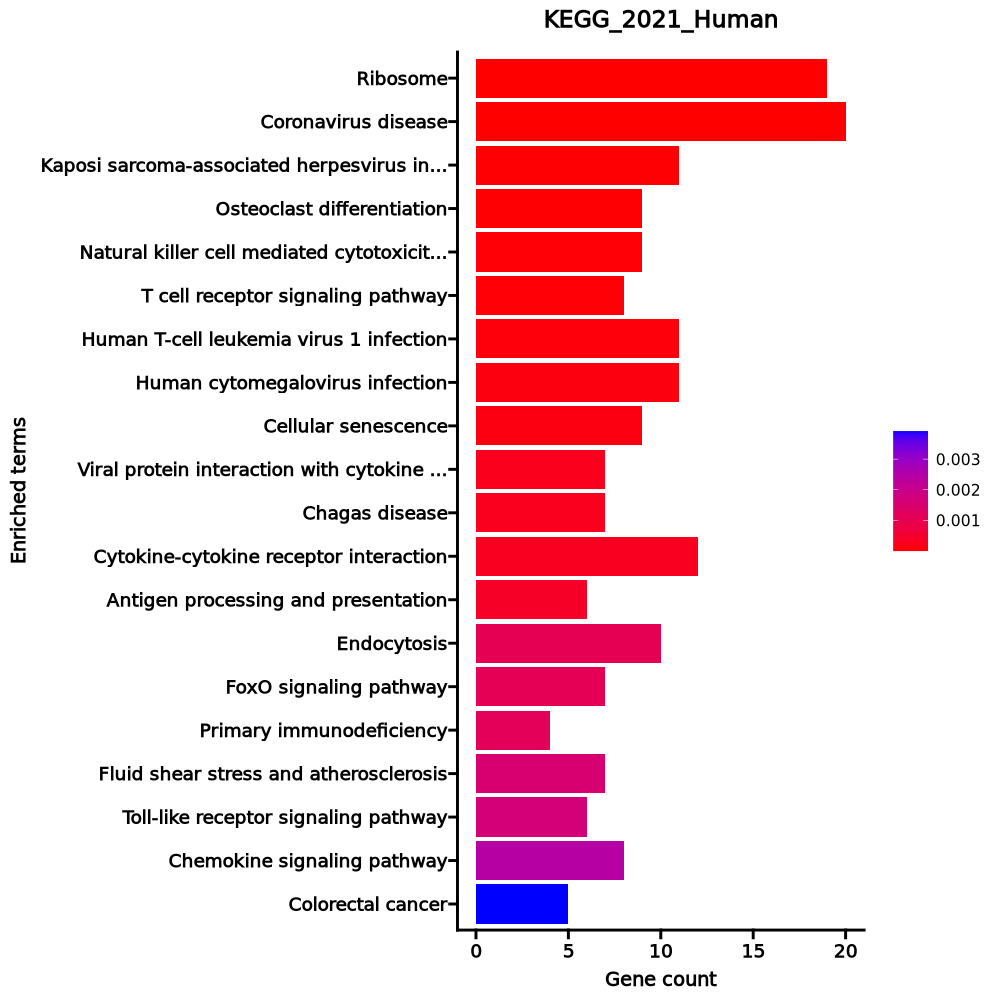 KEGG_2021_Human
Ribosome
Coronavirus disease
Kaposi sarcoma-associated herpesvirus in...
Osteoclast differentiation
Natural killer cell mediated cytotoxicit...
T cell receptor signaling pathway
Human T-cell leukemia virus 1 infection
Human cytomegalovirus infection
Cellular senescence
Viral protein interaction with cytokine ...
Chagas disease
Cytokine-cytokine receptor interaction
Antigen processing and presentation
Endocytosis
FoxO signaling pathway
Primary immunodeficiency
Fluid shear stress and atherosclerosis
Toll-like receptor signaling pathway
Chemokine signaling pathway
Colorectal cancer
Enriched terms
0 5 10 15 20
Gene count
0.003
0.002
0.001